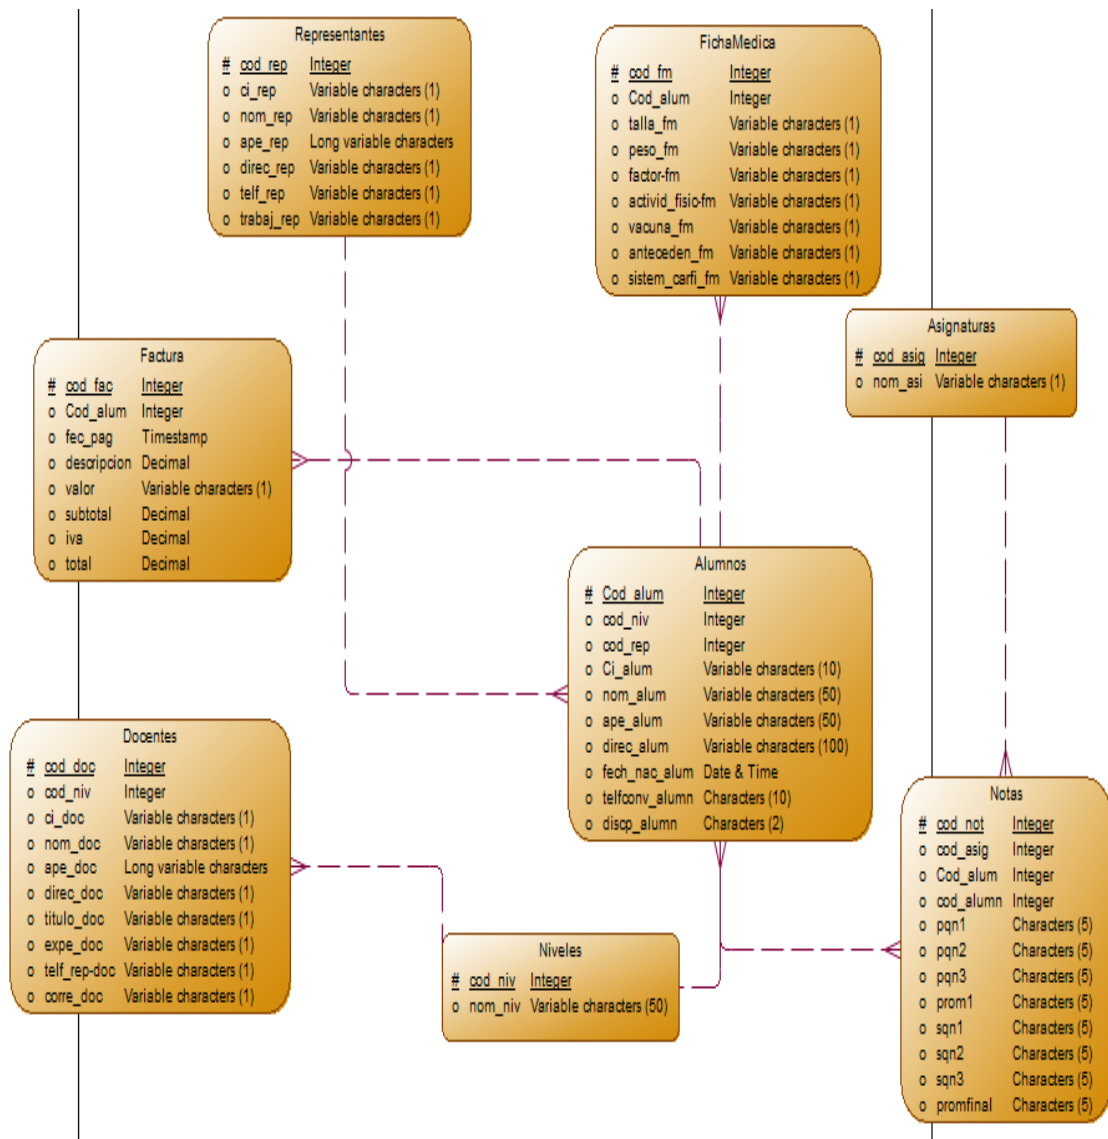 Representantes
# cod_rep Integer
o ci_rep Variable characters (1)
o nom_rep Variable characters (1)
o ape_rep Long variable characters
o direc_rep Variable characters (1)
o telf_rep Variable characters (1)
o trabaj_rep Variable characters (1)
FichaMedica
# cod_fm Integer
o Cod_alum Integer
o talla_fm Variable characters (1)
o peso_fm Variable characters (1)
o factor-fm Variable characters (1)
o activid_fisio-fm Variable characters (1)
o vacuna_fm Variable characters (1)
o anteceden_fm Variable characters (1)
o sistem_carfi_fm Variable characters (1)
Asignaturas
# cod_asig Integer
o nom_asi Variable characters (1)
Factura
# cod_fac Integer
o Cod_alum Integer
o fec_pag Timestamp
o descripcion Decimal
o valor Variable characters (1)
o subtotal Decimal
o iva Decimal
o total Decimal
Alumnos
# Cod_alum Integer
o cod_niv Integer
o cod_rep Integer
o Ci_alum Variable characters (10)
o nom_alum Variable characters (50)
o ape_alum Variable characters (50)
o direc_alum Variable characters (100)
o fech_nac_alum Date & Time
o telfconv_alumn Characters (10)
o discp_alumn Characters (2)
Docentes
# cod_doc Integer
o cod_niv Integer
o ci_doc Variable characters (1)
o nom_doc Variable characters (1)
o ape_doc Long variable characters
o direc_doc Variable characters (1)
o titulo_doc Variable characters (1)
o expe_doc Variable characters (1)
o telf_rep-doc Variable characters (1)
o corre_doc Variable characters (1)
Niveles
# cod_niv Integer
o nom_niv Variable characters (50)
Notas
# cod_not Integer
o cod_asig Integer
o Cod_alum Integer
o cod_alumn Integer
o pqn1 Characters (5)
o pqn2 Characters (5)
o pqn3 Characters (5)
o prom1 Characters (5)
o sqn1 Characters (5)
o sqn2 Characters (5)
o sqn3 Characters (5)
o promfinal Characters (5)